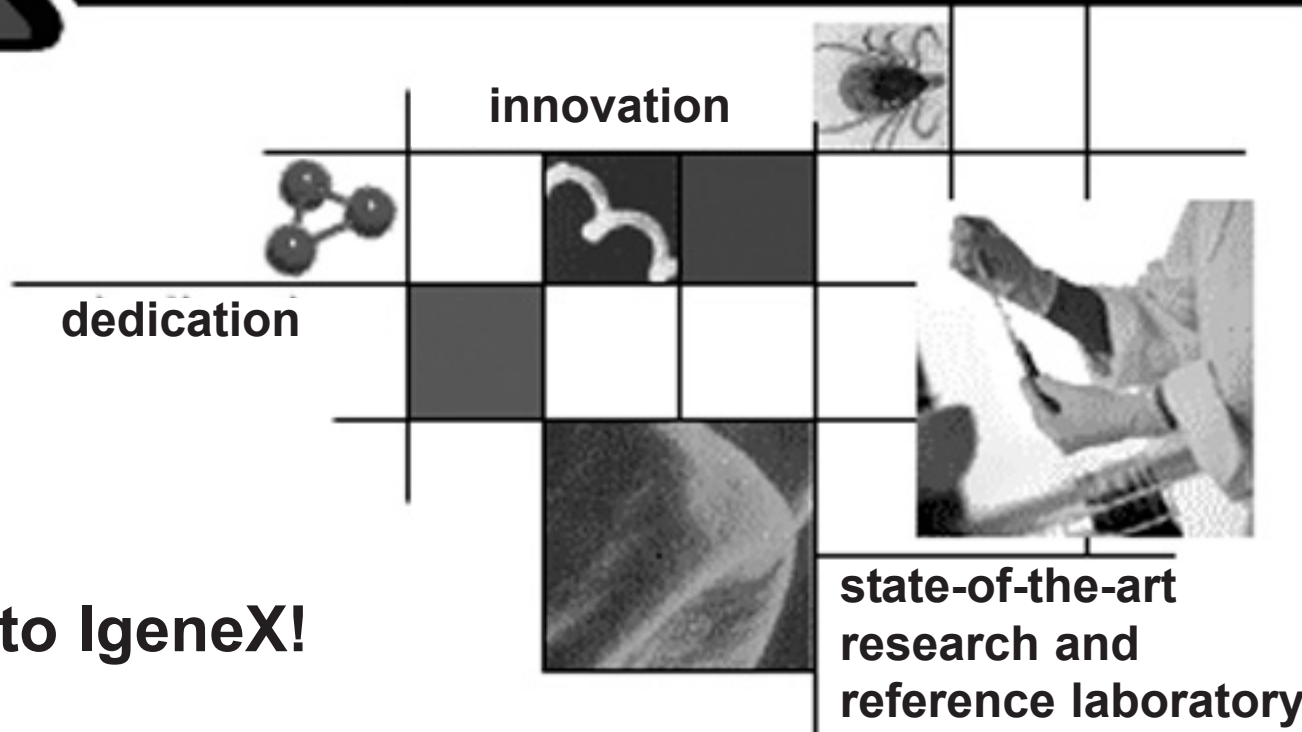 innovation
dedication
to IgeneX!
state-of-the-art
research and
reference laboratory